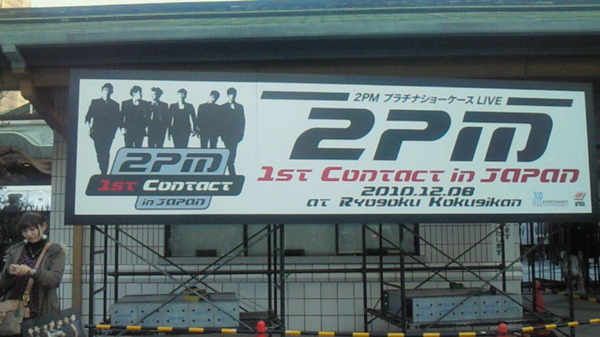 2PM
1st Contact
in JAPAN
2PM プラチナショーケース LIVE
2PM
1st Contact in JAPAN
2010.12.08
at Ryogoku Kokugikan